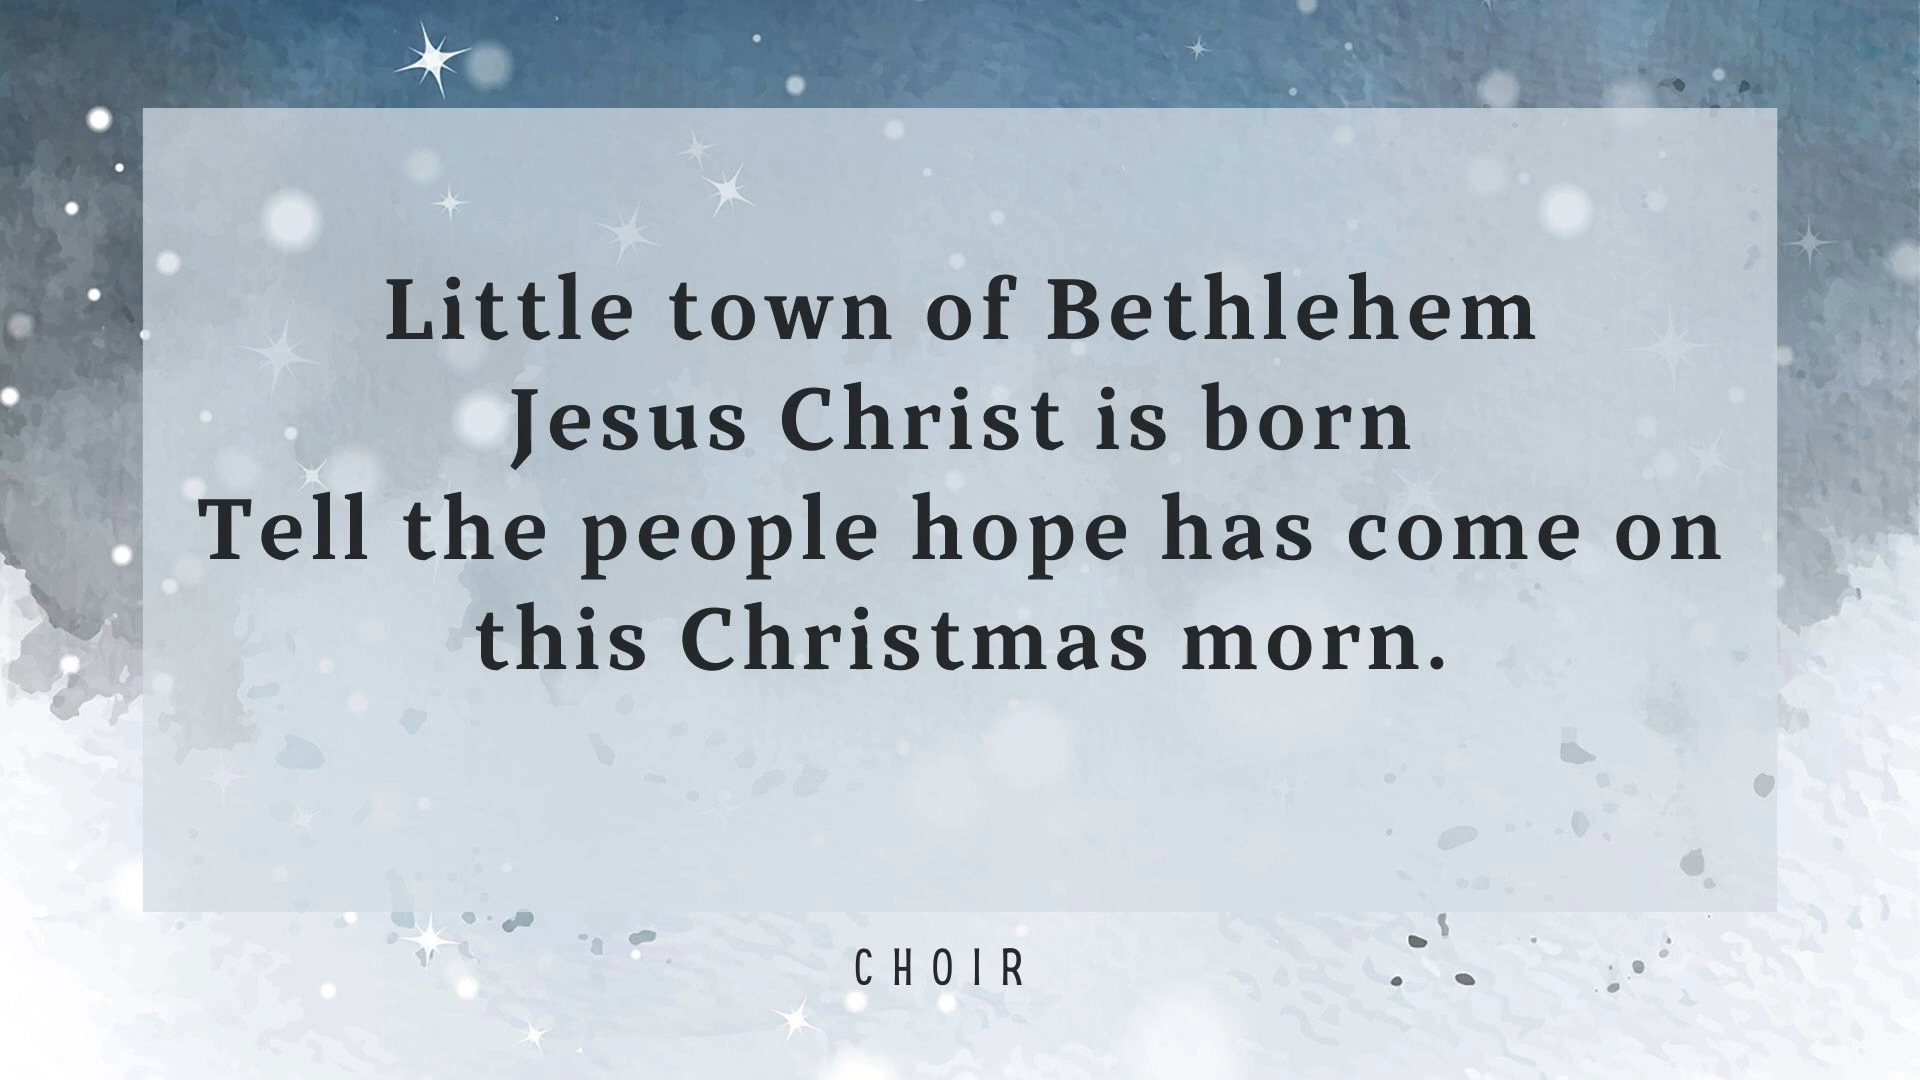 Little town of Bethlehem
Jesus Christ is born
Tell the people hope has come on
this Christmas morn.
CHOIR